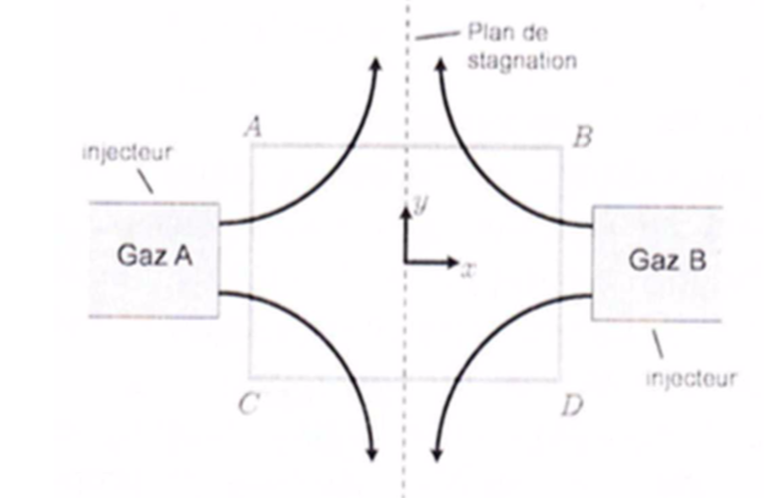 Plan de
stagnation
A
B
injecteur
y
Gaz A
x
Gaz B
injecteur
C
D